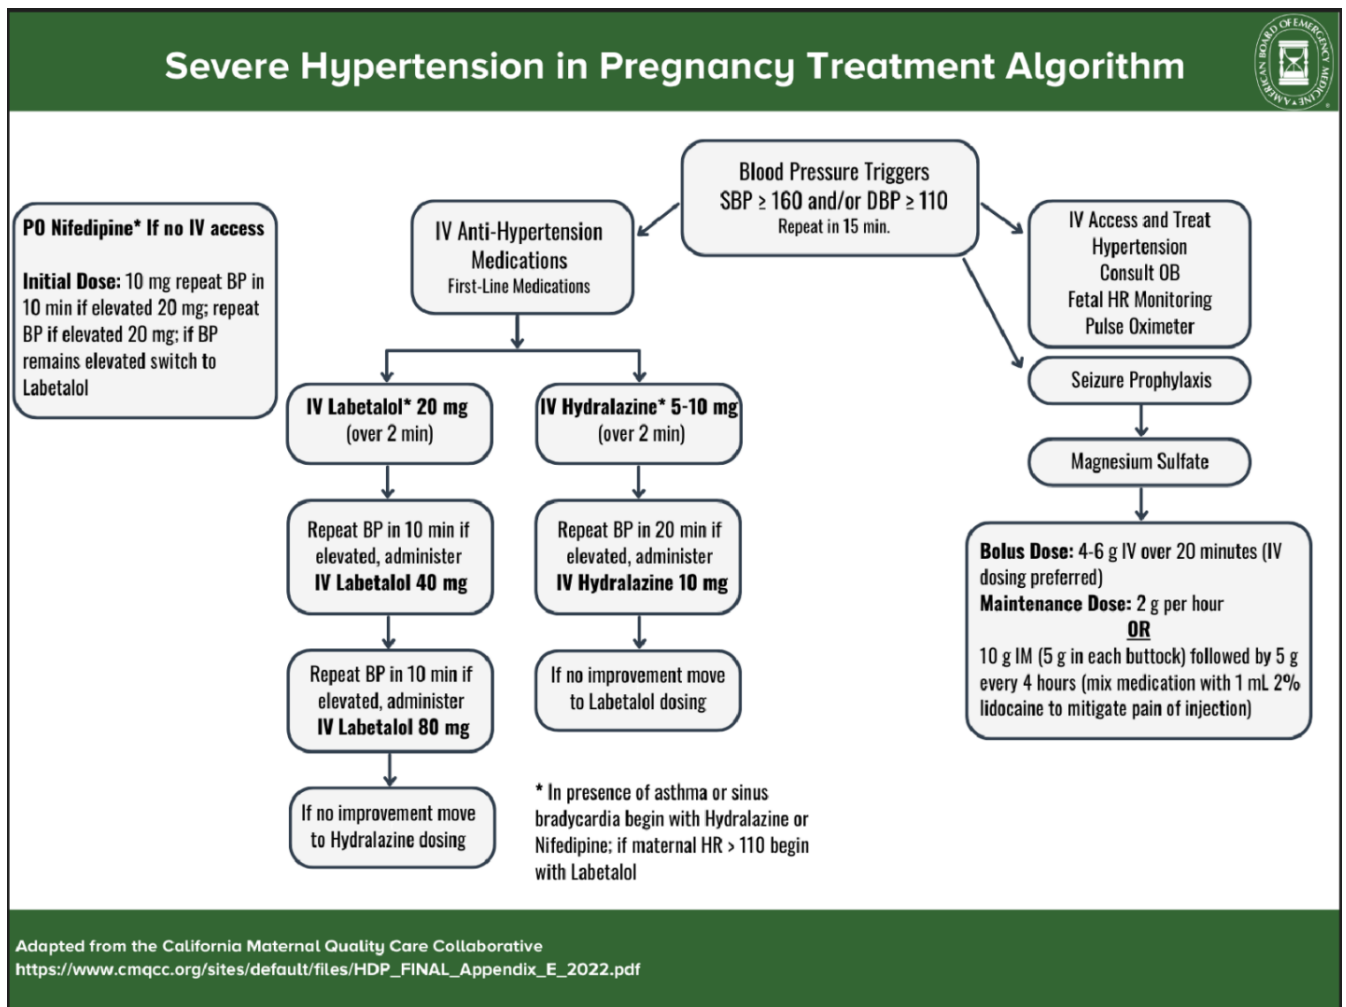 Severe Hypertension in Pregnancy Treatment Algorithm
AMERICAN BOARD OF EMERGENCY MEDICINE
®
Blood Pressure Triggers
SBP ≥ 160 and/or DBP ≥ 110
Repeat in 15 min.
PO Nifedipine* If no IV access
Initial Dose: 10 mg repeat BP in
10 min if elevated 20 mg; repeat
BP if elevated 20 mg; if BP
remains elevated switch to
Labetalol
IV Anti-Hypertension
Medications
First-Line Medications
IV Labetalol* 20 mg
(over 2 min)
Repeat BP in 10 min if
elevated, administer
IV Labetalol 40 mg
Repeat BP in 10 min if
elevated, administer
IV Labetalol 80 mg
If no improvement move
to Hydralazine dosing
IV Hydralazine* 5-10 mg
(over 2 min)
Repeat BP in 20 min if
elevated, administer
IV Hydralazine 10 mg
If no improvement move
to Labetalol dosing
* In presence of asthma or sinus
bradycardia begin with Hydralazine or
Nifedipine; if maternal HR > 110 begin
with Labetalol
IV Access and Treat
Hypertension
Consult OB
Fetal HR Monitoring
Pulse Oximeter
Seizure Prophylaxis
Magnesium Sulfate
Bolus Dose: 4-6 g IV over 20 minutes (IV
dosing preferred)
Maintenance Dose: 2 g per hour
OR
10 g IM (5 g in each buttock) followed by 5 g
every 4 hours (mix medication with 1 mL 2%
lidocaine to mitigate pain of injection)
Adapted from the California Maternal Quality Care Collaborative
https://www.cmqcc.org/sites/default/files/HDP_FINAL_Appendix_E_2022.pdf